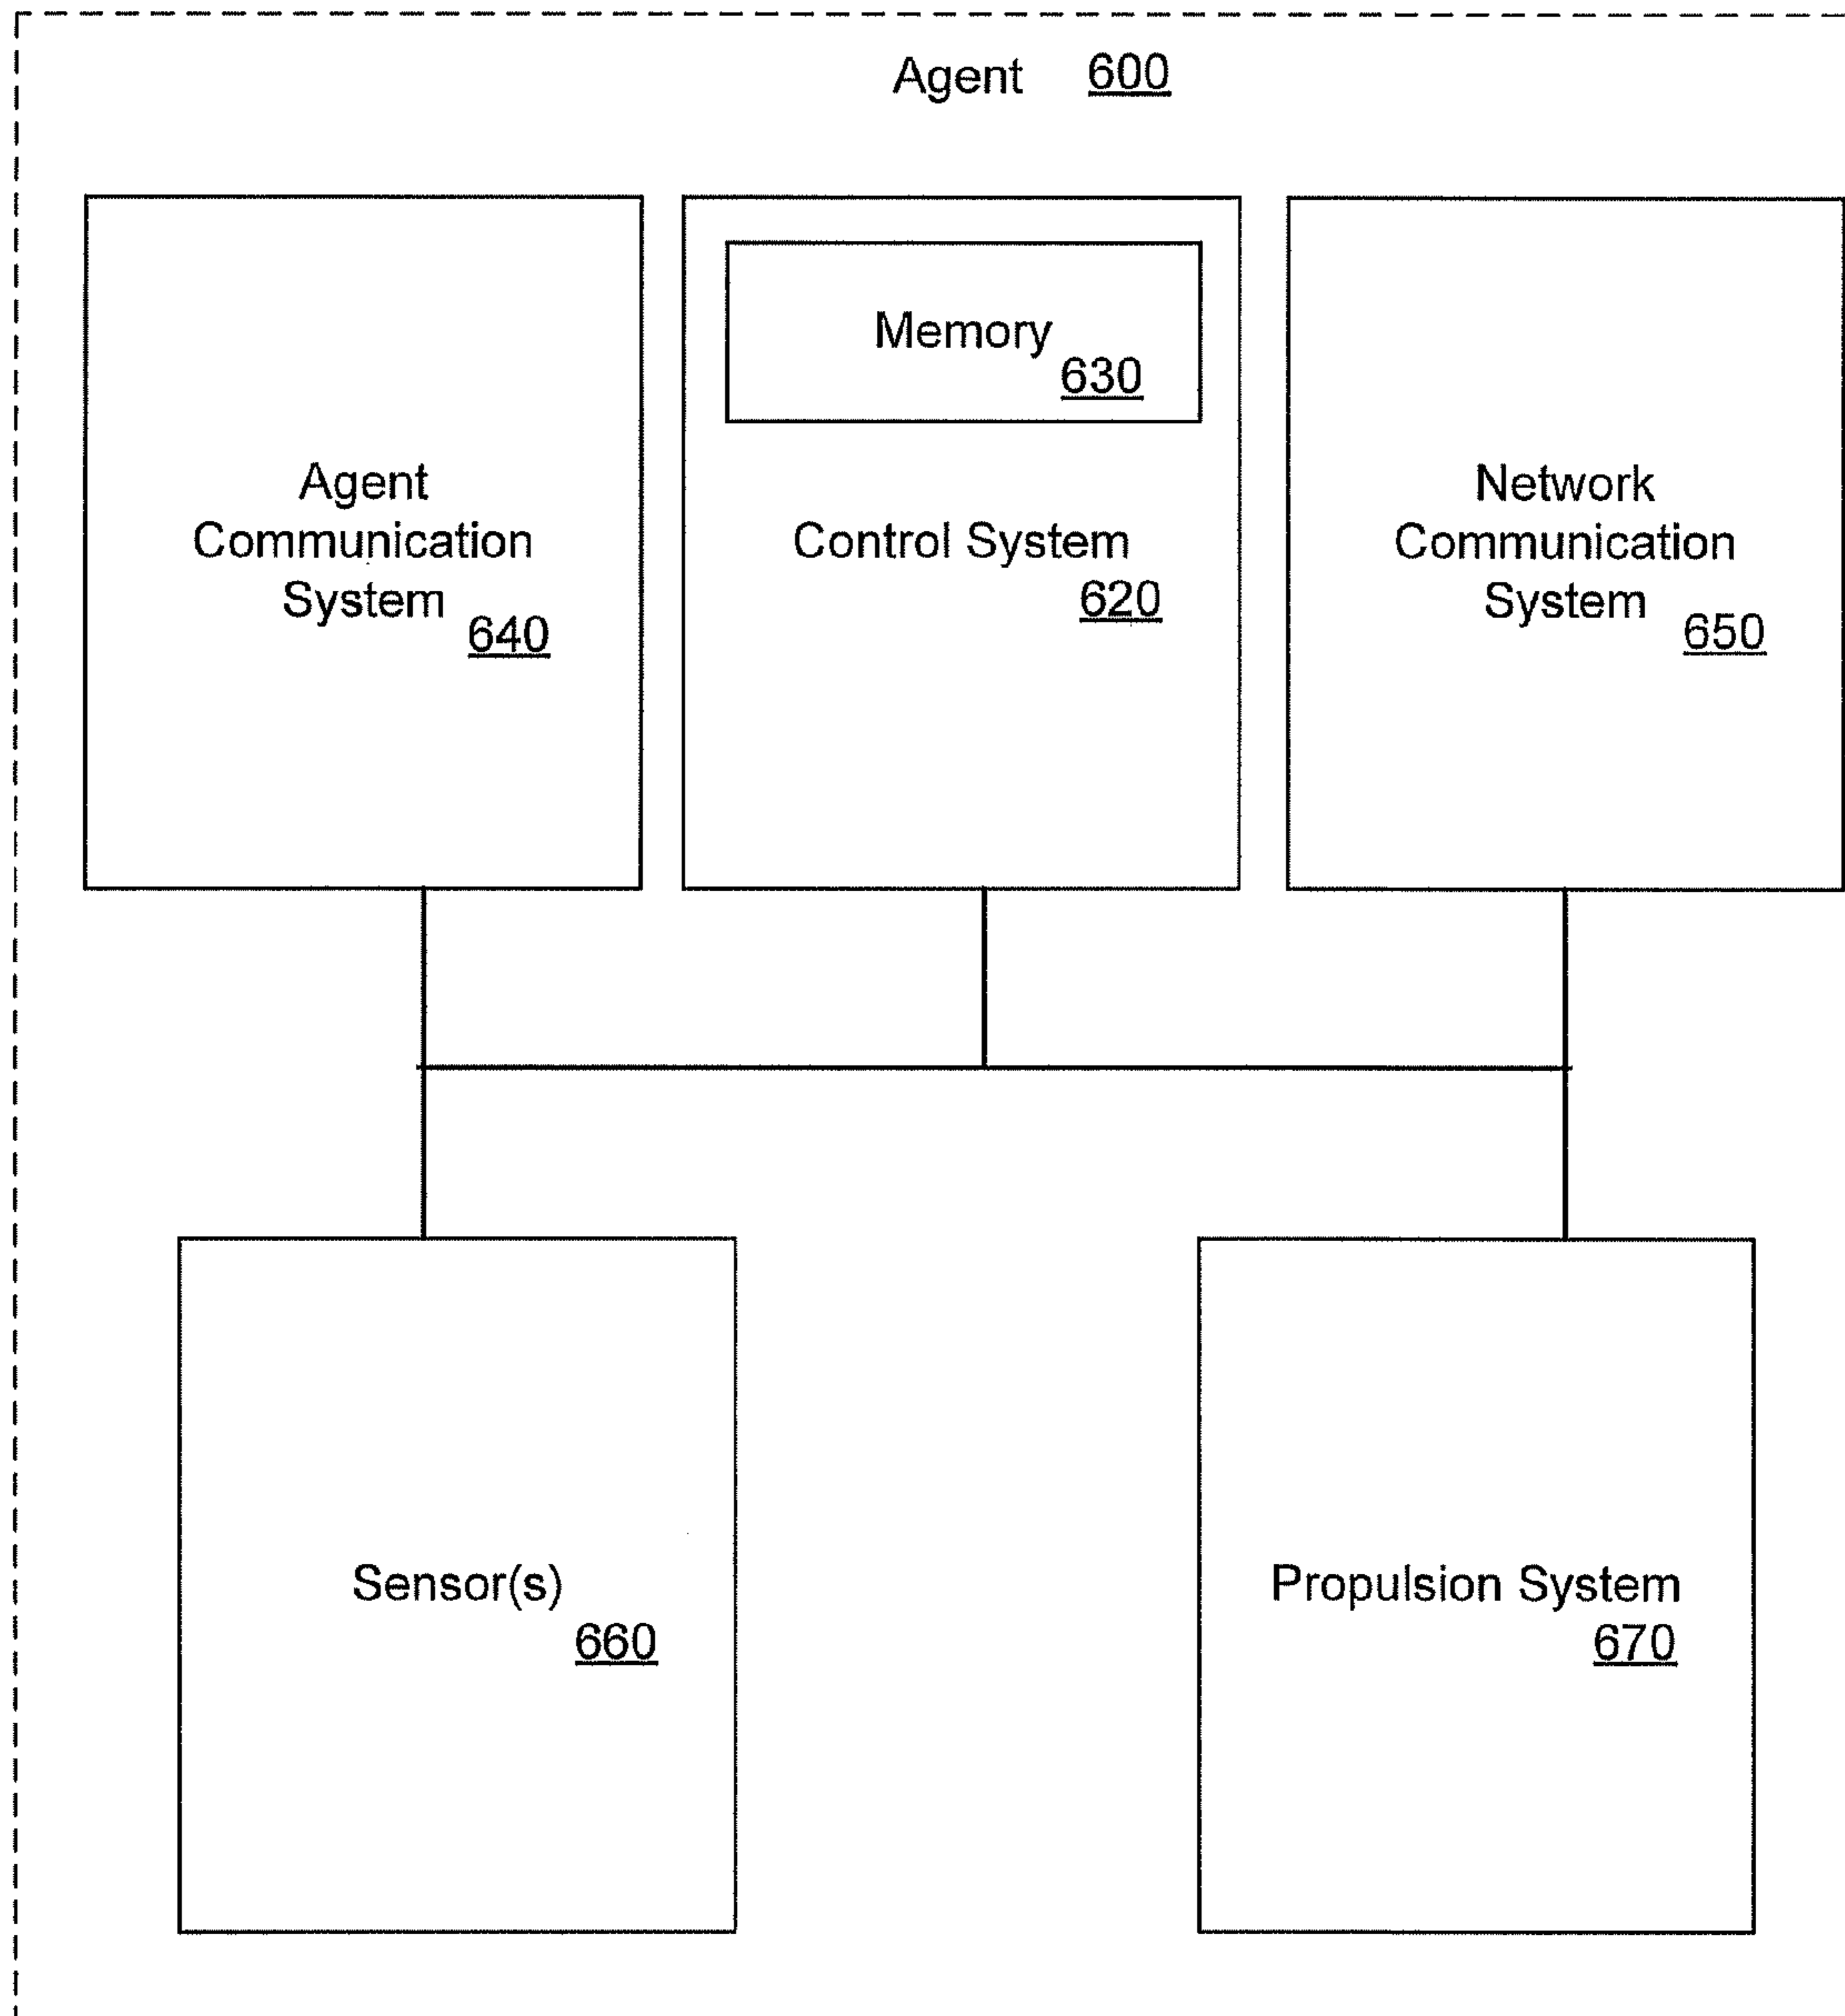 Agent 600
Memory
630
Agent
Communication
System
640
Control System
620
Network
Communication
System
650
Sensor(s)
660
Propulsion System
670